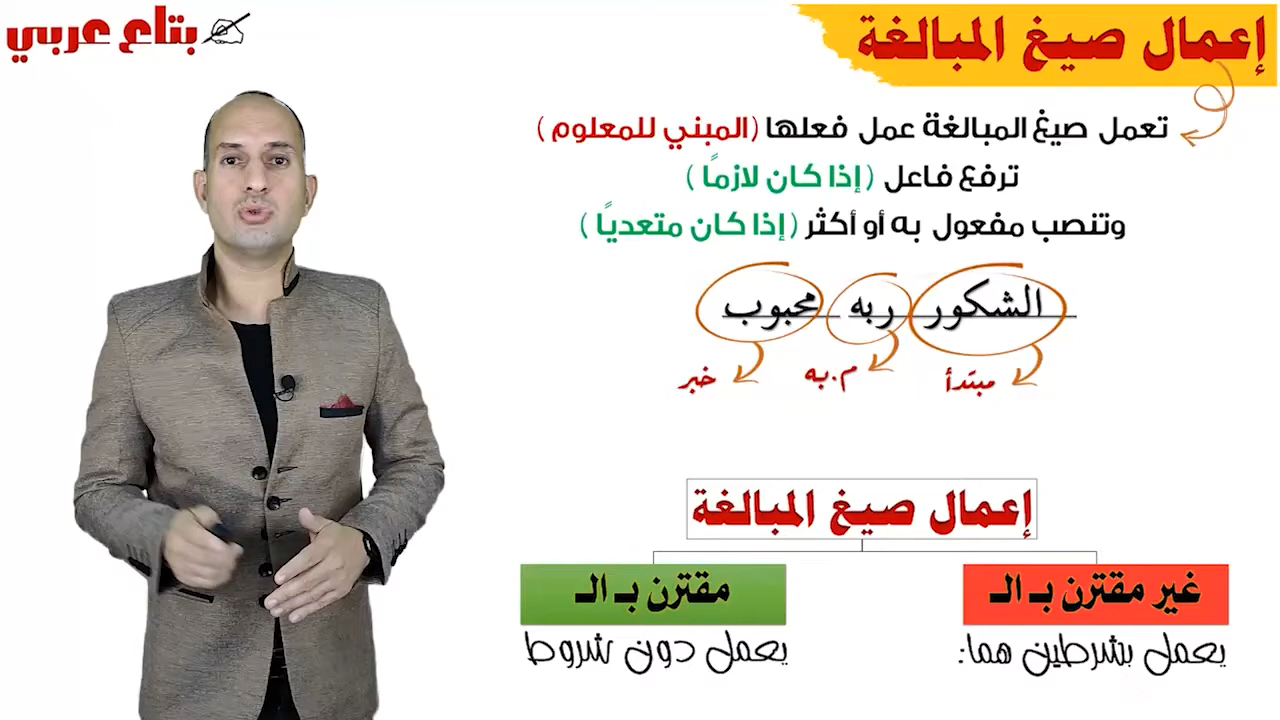 إعمال صيغ المبالغة
بتاع عربي
تعمل صيغ المبالغة عمل فعلها (المبني للمعلوم)
ترفع فاعل (إذا كان لازمًا)
وتنصب مفعول به أو أكثر (إذا كان متعديًا)
الشكور ربه محبوب
مبتدأ م.به خبر
إعمال صيغ المبالغة
غير مقترن بـ الـ مقترن بـ الـ
يعمل بشرطين هما: يعمل دون شروط